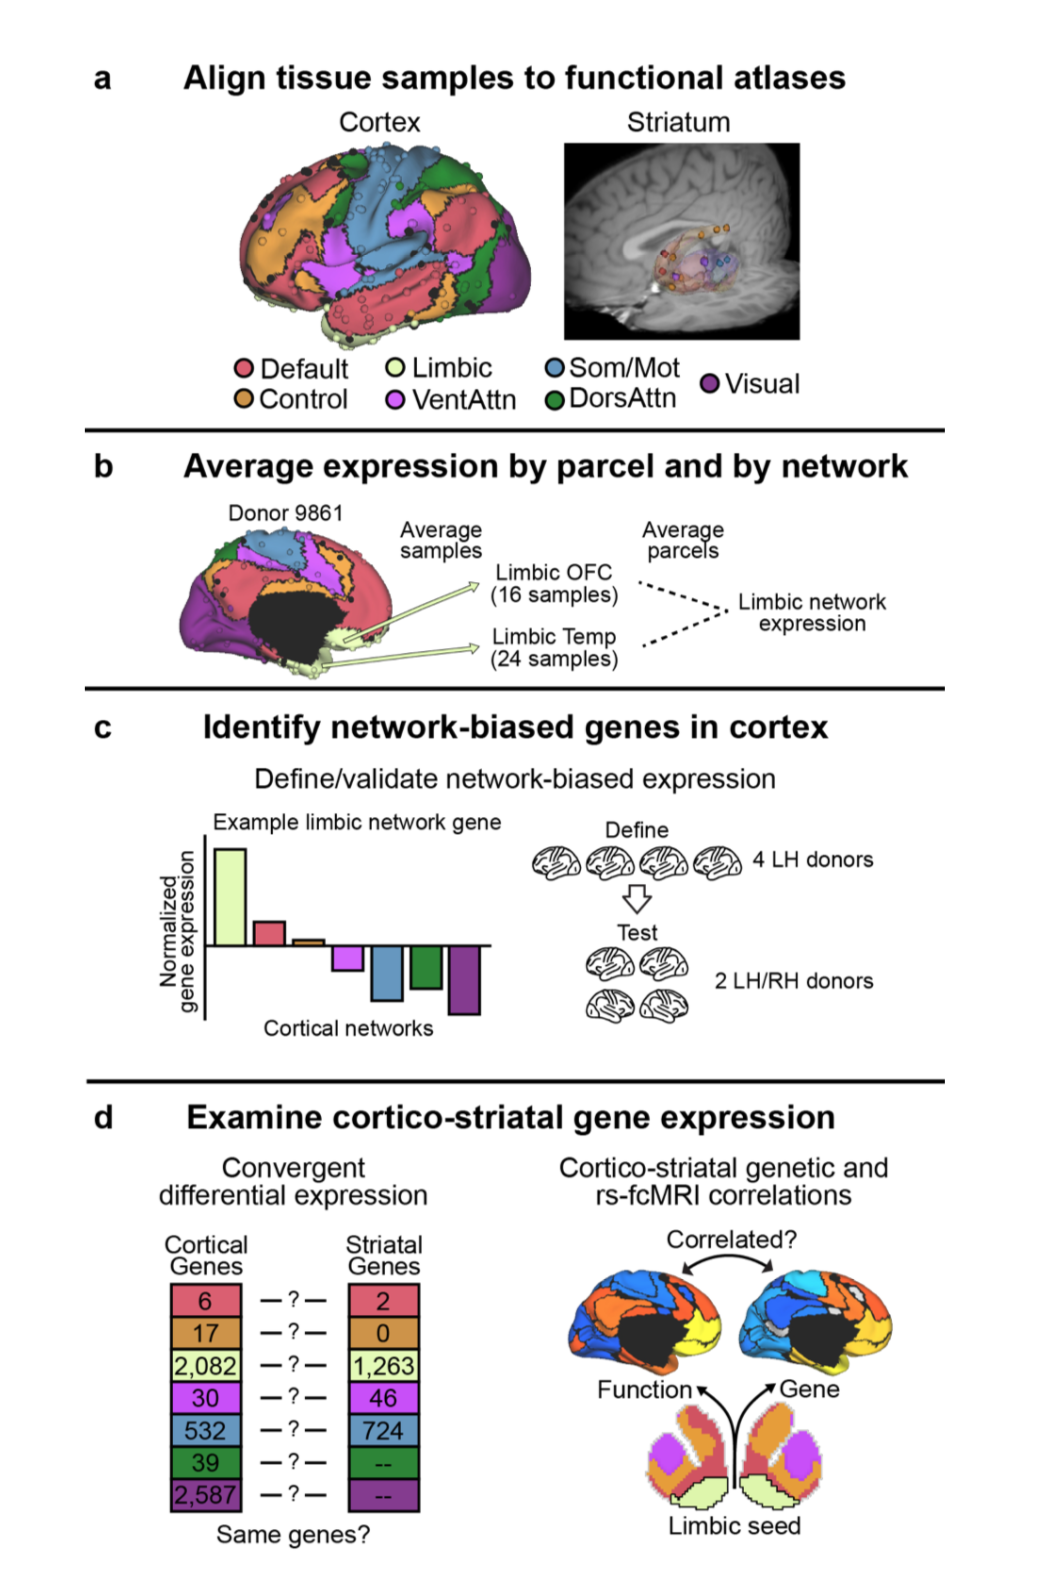 a Align tissue samples to functional atlases
Cortex
Striatum
Default
Limbic
Som/Mot
Visual
Control
VentAttn
DorsAttn
b Average expression by parcel and by network
Donor 9861
Average
samples
Average
parcels
Limbic OFC
(16 samples)
Limbic Temp
(24 samples)
Limbic network
expression
c Identify network-biased genes in cortex
Define/validate network-biased expression
Example limbic network gene
Normalized
gene expression
Cortical networks
Define
4 LH donors
Test
2 LH/RH donors
d Examine cortico-striatal gene expression
Convergent
differential expression
Cortical
Genes
Striatal
Genes
6 –?– 2
17 –?– 0
2,082 –?– 1,263
30 –?– 46
532 –?– 724
39 –?– --
2,587 –?– --
Same genes?
Cortico-striatal genetic and
rs-fcMRI correlations
Correlated?
Function
Gene
Limbic seed